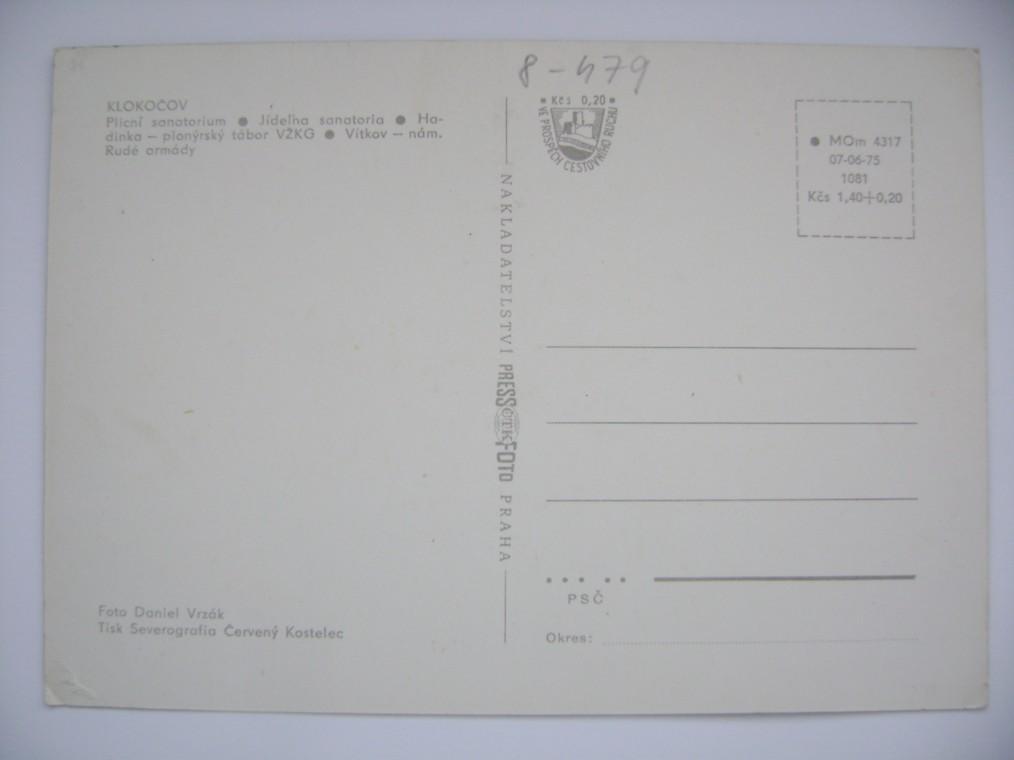 8-479
KLOKOČOV
Plicní sanatorium ● Jídelna sanatoria ● Ha-
dinka – pionýrský tábor VŽKG ● Vítkov – nám.
Rudé armády
Kčs 0,20
VE PROSPĚCH CESTOVNÍHO RUCHU
● MOm 4317
07-06-75
1081
Kčs 1,40+0,20
NAKLADATELSTVÍ PRESSFOTO PRAHA
ČTK
PSČ
Okres:
Foto Daniel Vrzák
Tisk Severografia Červený Kostelec